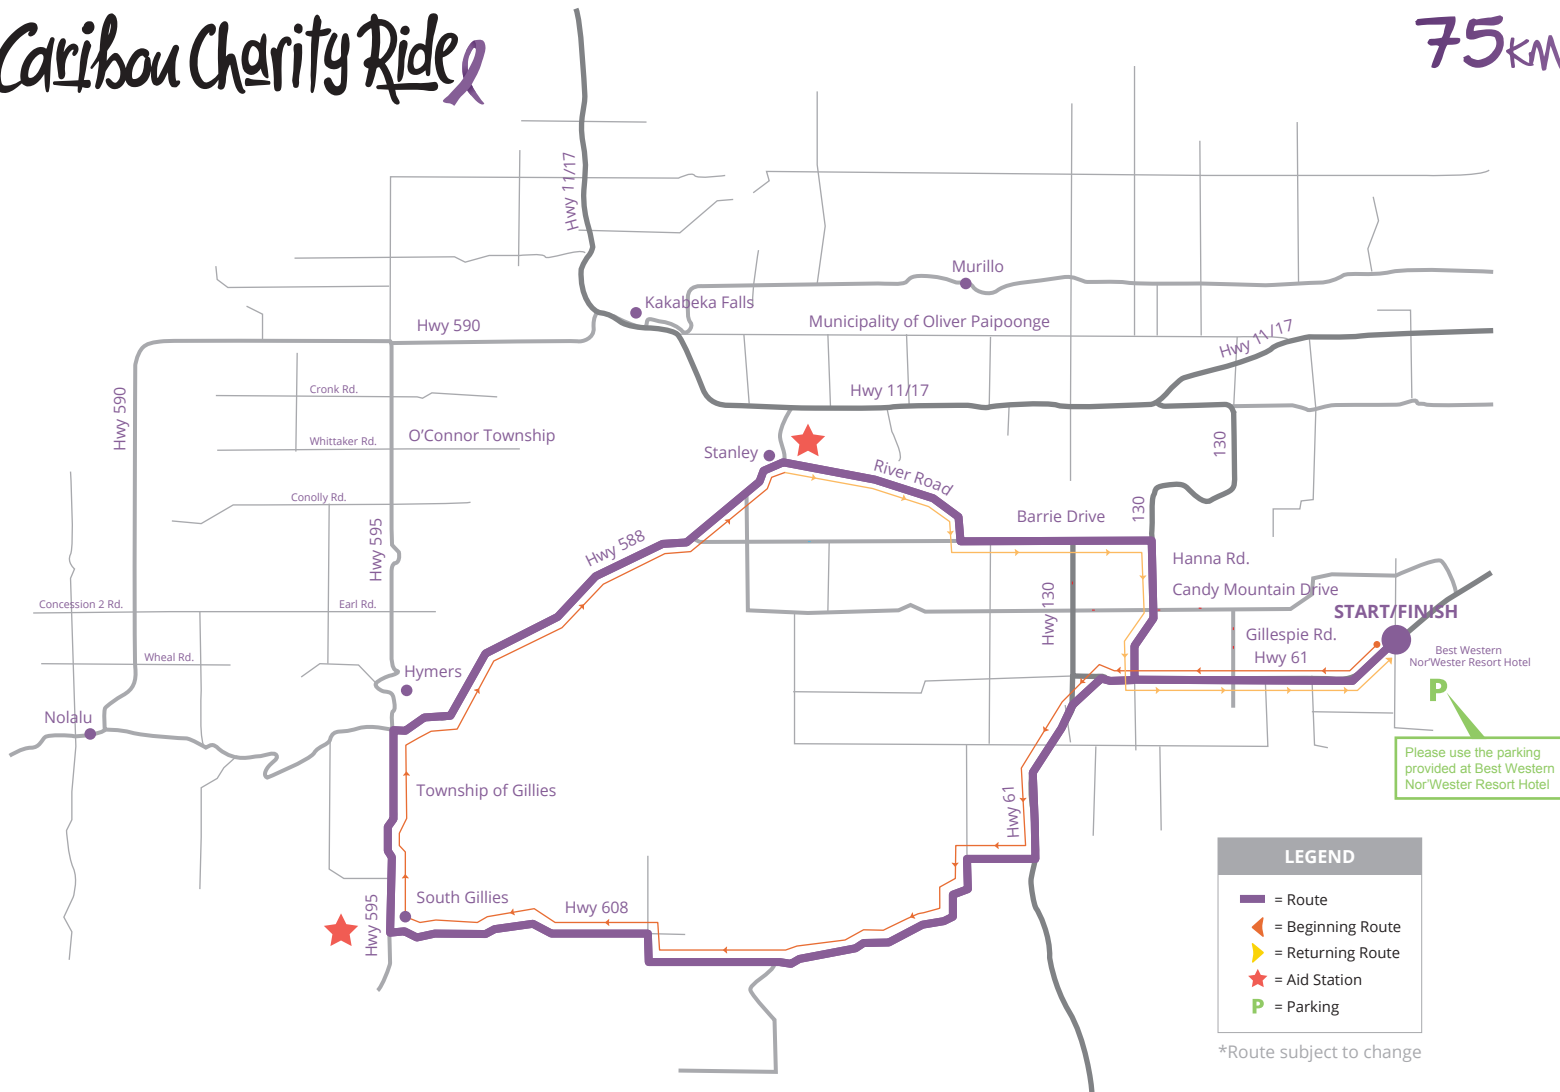 Caribou Charity Ride
75KM
Hwy 11/17
Murillo
Kakabeka Falls
Municipality of Oliver Paipoonge
Hwy 590
Hwy 11/17
Hwy 11/17
Hwy 590
Cronk Rd.
Whittaker Rd.
O'Connor Township
Stanley
River Road
130
Conolly Rd.
Hwy 595
Hwy 588
Barrie Drive
130
Hanna Rd.
Candy Mountain Drive
Concession 2 Rd.
Earl Rd.
Hwy 130
START/FINISH
Gillespie Rd.
Hwy 61
Best Western
Nor'Wester Resort Hotel
Wheal Rd.
Hymers
P
Nolalu
Please use the parking
provided at Best Western
Nor'Wester Resort Hotel
Township of Gillies
Hwy 61
South Gillies
Hwy 608
Hwy 595
LEGEND
= Route
= Beginning Route
= Returning Route
= Aid Station
P = Parking
*Route subject to change